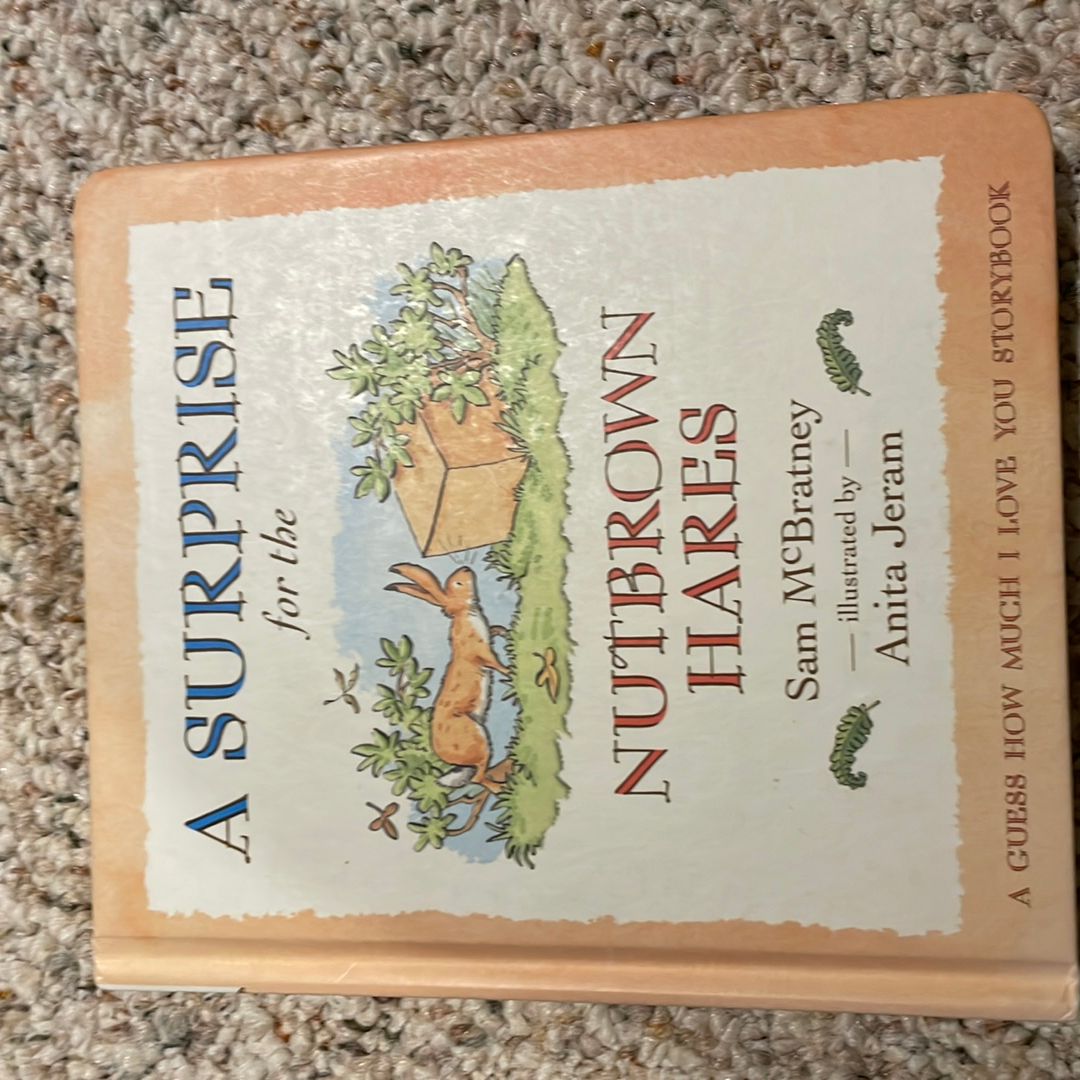 A SURPRISE
for the
NUTBROWN
HARES
Sam McBratney
— illustrated by —
Anita Jeram
A GUESS HOW MUCH I LOVE YOU STORYBOOK